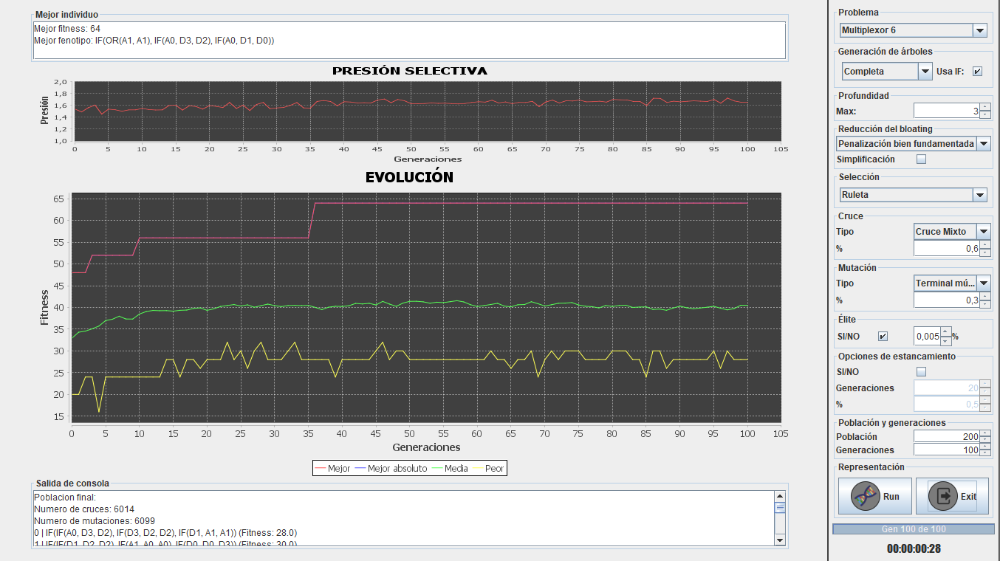 Mejor individuo
Mejor fitness: 64
Mejor fenotipo: IF(OR(A1, A1), IF(A0, D3, D2), IF(A0, D1, D0))
PRESIÓN SELECTIVA
Presión
2,0
1,8
1,6
1,4
1,2
1,0
0 5 10 15 20 25 30 35 40 45 50 55 60 65 70 75 80 85 90 95 100 105
Generaciones
EVOLUCIÓN
Fitness
65
60
55
50
45
40
35
30
25
20
15
0 5 10 15 20 25 30 35 40 45 50 55 60 65 70 75 80 85 90 95 100 105
Generaciones
Mejor Mejor absoluto Media Peor
Salida de consola
Poblacion final:
Numero de cruces: 6014
Numero de mutaciones: 6099
0 | IF(IF(A0, D3, D2), IF(D3, D2, D2), IF(D1, A1, A1)) (Fitness: 28.0)
1 | IF(IF(D1, D2, D2), IF(A1, A0, A0), IF(D0, D0, D3)) (Fitness: 30.0)
Problema
Multiplexor 6
Generación de árboles
Completa Usa IF:
Profundidad
Max: 3
Reducción del bloating
Penalización bien fundamentada
Simplificación
Selección
Ruleta
Cruce
Tipo Cruce Mixto
% 0,6
Mutación
Tipo Terminal mú...
% 0,3
Élite
SI/NO 0,005 %
Opciones de estancamiento
SI/NO
Generaciones 20
% 0,5
Población y generaciones
Población 200
Generaciones 100
Representación
Run Exit
Gen 100 de 100
00:00:00:28